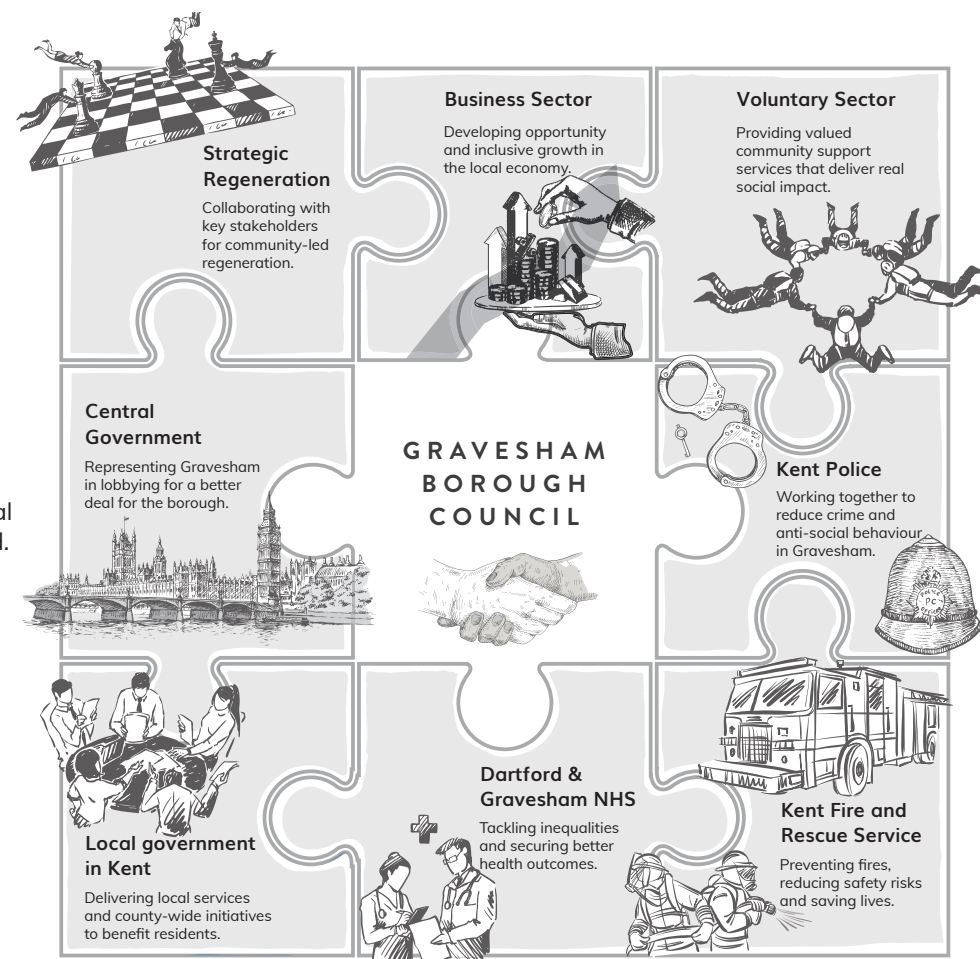 Strategic
Regeneration
Collaborating with
key stakeholders
for community-led
regeneration.
Business Sector
Developing opportunity
and inclusive growth in
the local economy.
Voluntary Sector
Providing valued
community support
services that deliver real
social impact.
Central
Government
Representing Gravesham
in lobbying for a better
deal for the borough.
GRAVESHAM
BOROUGH
COUNCIL
Kent Police
Working together to
reduce crime and
anti-social behaviour
in Gravesham.
POLICE
PC
Local government
in Kent
Delivering local services
and county-wide initiatives
to benefit residents.
Dartford &
Gravesham NHS
Tackling inequalities
and securing better
health outcomes.
Kent Fire and
Rescue Service
Preventing fires,
reducing safety risks
and saving lives.